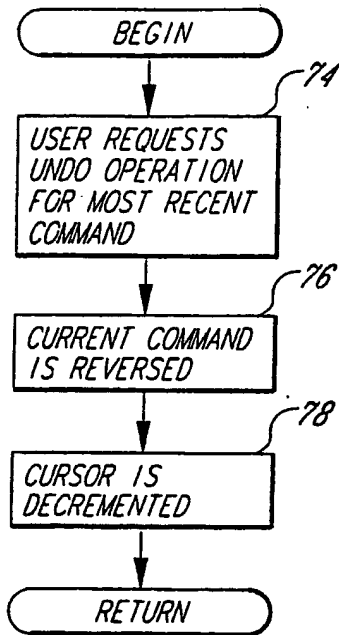 BEGIN
74
USER REQUESTS
UNDO OPERATION
FOR MOST RECENT
COMMAND
76
CURRENT COMMAND
IS REVERSED
78
CURSOR IS
DECREMENTED
RETURN